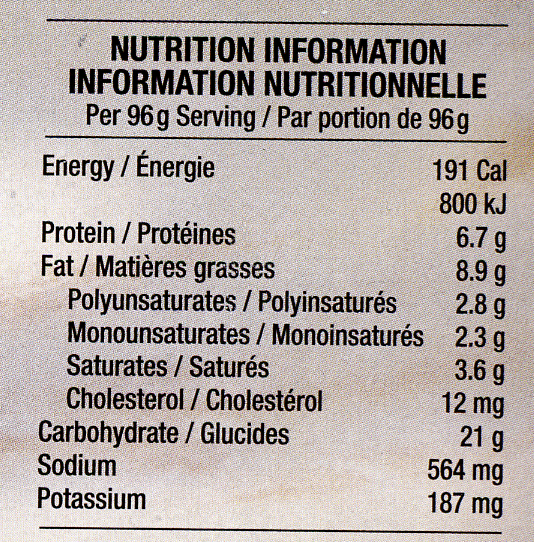 NUTRITION INFORMATION
INFORMATION NUTRITIONNELLE
Per 96 g Serving / Par portion de 96 g
Energy / Énergie 191 Cal
800 kJ
Protein / Protéines 6.7 g
Fat / Matières grasses 8.9 g
Polyunsaturates / Polyinsaturés 2.8 g
Monounsaturates / Monoinsaturés 2.3 g
Saturates / Saturés 3.6 g
Cholesterol / Cholestérol 12 mg
Carbohydrate / Glucides 21 g
Sodium 564 mg
Potassium 187 mg